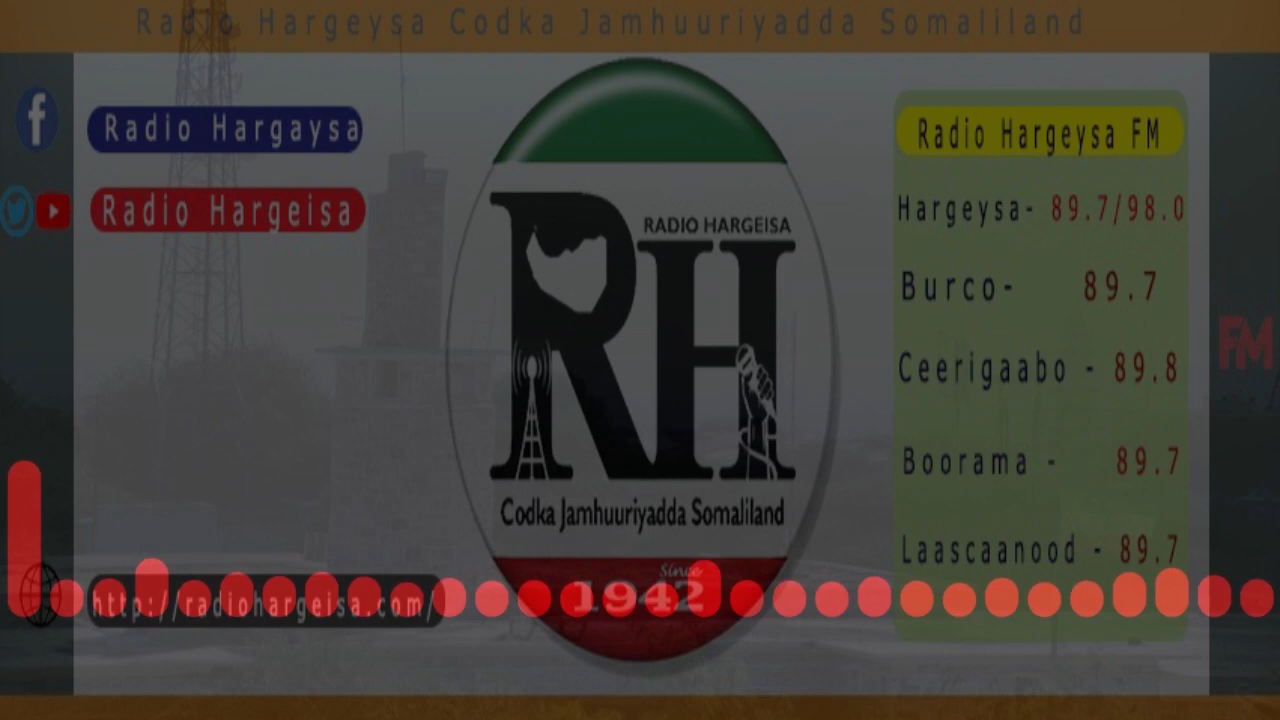 Radio Hargeysa Codka Jamhuuriyadda Somaliland
Radio Hargaysa
Radio Hargeisa
http://radiohargeisa.com/
RADIO HARGEISA
RH
Codka Jamhuuriyadda Somaliland
Since
1942
Radio Hargeysa FM
Hargeysa- 89.7/98.0
Burco- 89.7
Ceerigaabo - 89.8
Boorama - 89.7
Laascaanood - 89.7
FM